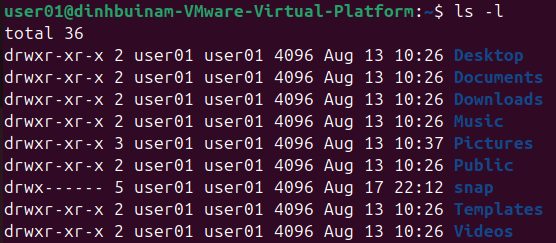 user01@dinhbuinam-VMware-Virtual-Platform:~$ ls -l
total 36
drwxr-xr-x 2 user01 user01 4096 Aug 13 10:26 Desktop
drwxr-xr-x 2 user01 user01 4096 Aug 13 10:26 Documents
drwxr-xr-x 2 user01 user01 4096 Aug 13 10:26 Downloads
drwxr-xr-x 2 user01 user01 4096 Aug 13 10:26 Music
drwxr-xr-x 3 user01 user01 4096 Aug 13 10:37 Pictures
drwxr-xr-x 2 user01 user01 4096 Aug 13 10:26 Public
drwx------ 5 user01 user01 4096 Aug 17 22:12 snap
drwxr-xr-x 2 user01 user01 4096 Aug 13 10:26 Templates
drwxr-xr-x 2 user01 user01 4096 Aug 13 10:26 Videos